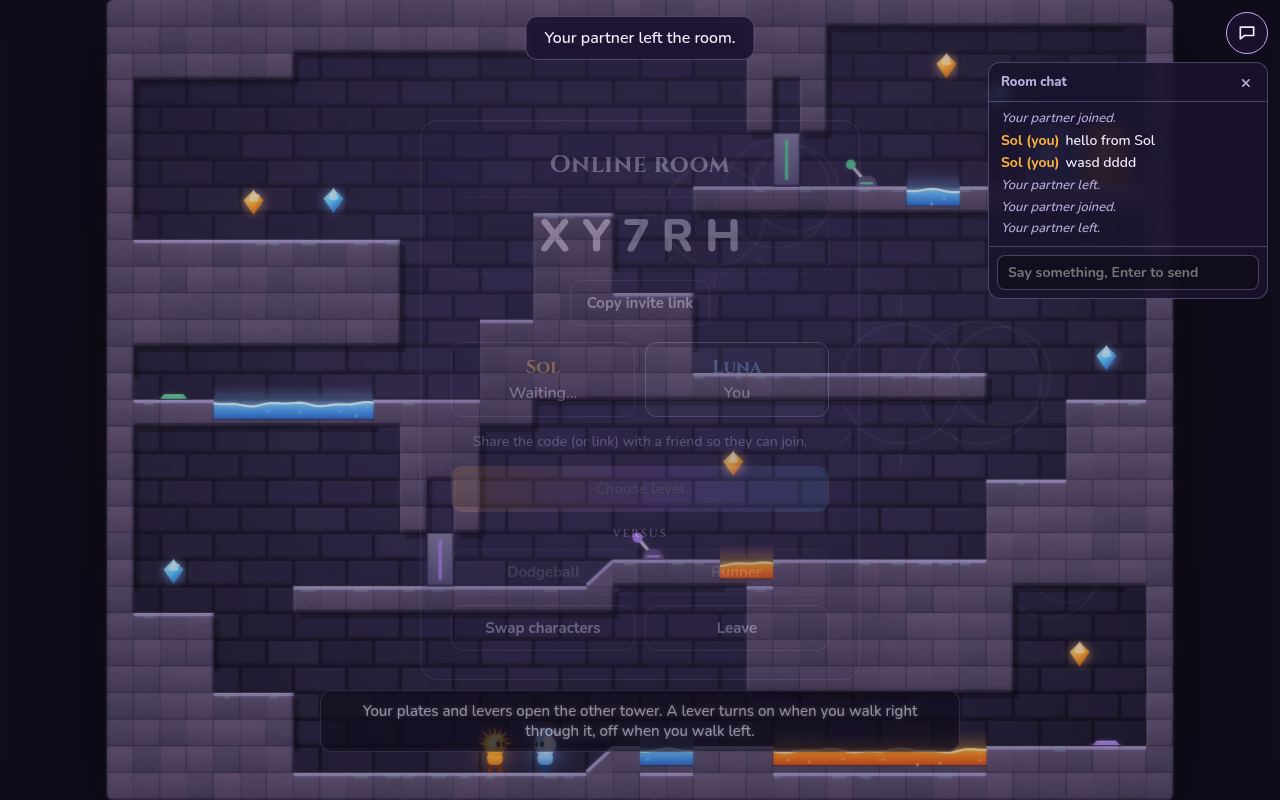 Your partner left the room.
Room chat
Your partner joined.
Sol (you) hello from Sol
Sol (you) wasd dddd
Your partner left.
Your partner joined.
Your partner left.
Say something, Enter to send
Online room
XY7RH
Copy invite link
Sol
Waiting...
Luna
You
Share the code (or link) with a friend so they can join.
Choose level
VERSUS
Dodgeball
Runner
Swap characters
Leave
Your plates and levers open the other tower. A lever turns on when you walk right
through it, off when you walk left.